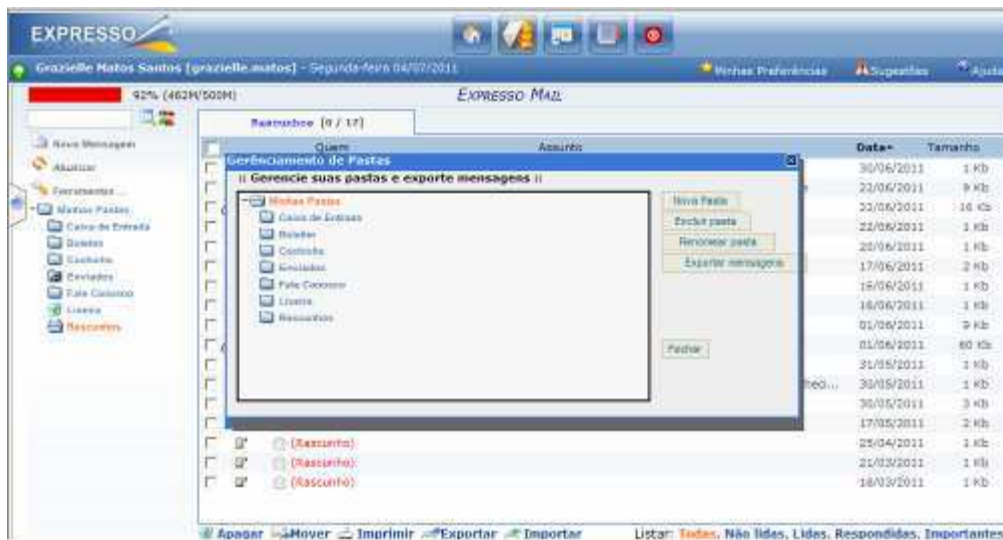 EXPRESSO
Grazielle Matos Santos [grazielle.matos] - Segunda-feira 04/07/2011
Minhas Preferências
Sugestões
Ajuda
92% (462M/500M)
EXPRESSO MAIL
Nova Mensagem
Atualizar
Ferramentas ...
Minhas Pastas
Caixa de Entrada
Boletos
Enviados
Fale Conosco
Lixeira
Rascunhos
Rascunhos [0 / 17]
Quem
Assunto
Data
Tamanho
Gerênciamento de Pastas
:: Gerencie suas pastas e exporte mensagens ::
Minhas Pastas
Caixa de Entrada
Boletos
Enviados
Fale Conosco
Lixeira
Rascunhos
Nova Pasta
Excluir pasta
Renomear pasta
Exportar mensagens
Fechar
30/06/2011 1 Kb
22/06/2011 9 Kb
22/06/2011 16 Kb
22/06/2011 1 Kb
20/06/2011 1 Kb
17/06/2011 2 Kb
16/06/2011 1 Kb
16/06/2011 1 Kb
01/06/2011 9 Kb
01/06/2011 60 Kb
31/05/2011 1 Kb
30/05/2011 1 Kb
30/05/2011 3 Kb
17/05/2011 2 Kb
(Rascunho) 25/04/2011 1 Kb
(Rascunho) 21/03/2011 1 Kb
(Rascunho) 18/03/2011 1 Kb
Apagar Mover Imprimir Exportar Importar
Listar: Todas, Não lidas, Lidas, Respondidas, Importantes